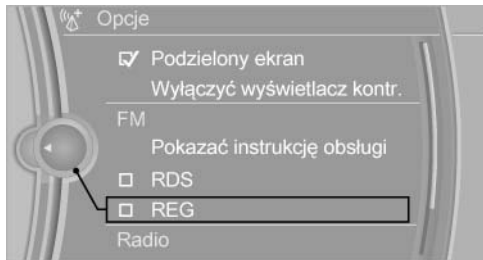 Opcje
Podzielony ekran
Wyłączyć wyświetlacz kontr.
FM
Pokazać instrukcję obsługi
RDS
REG
Radio